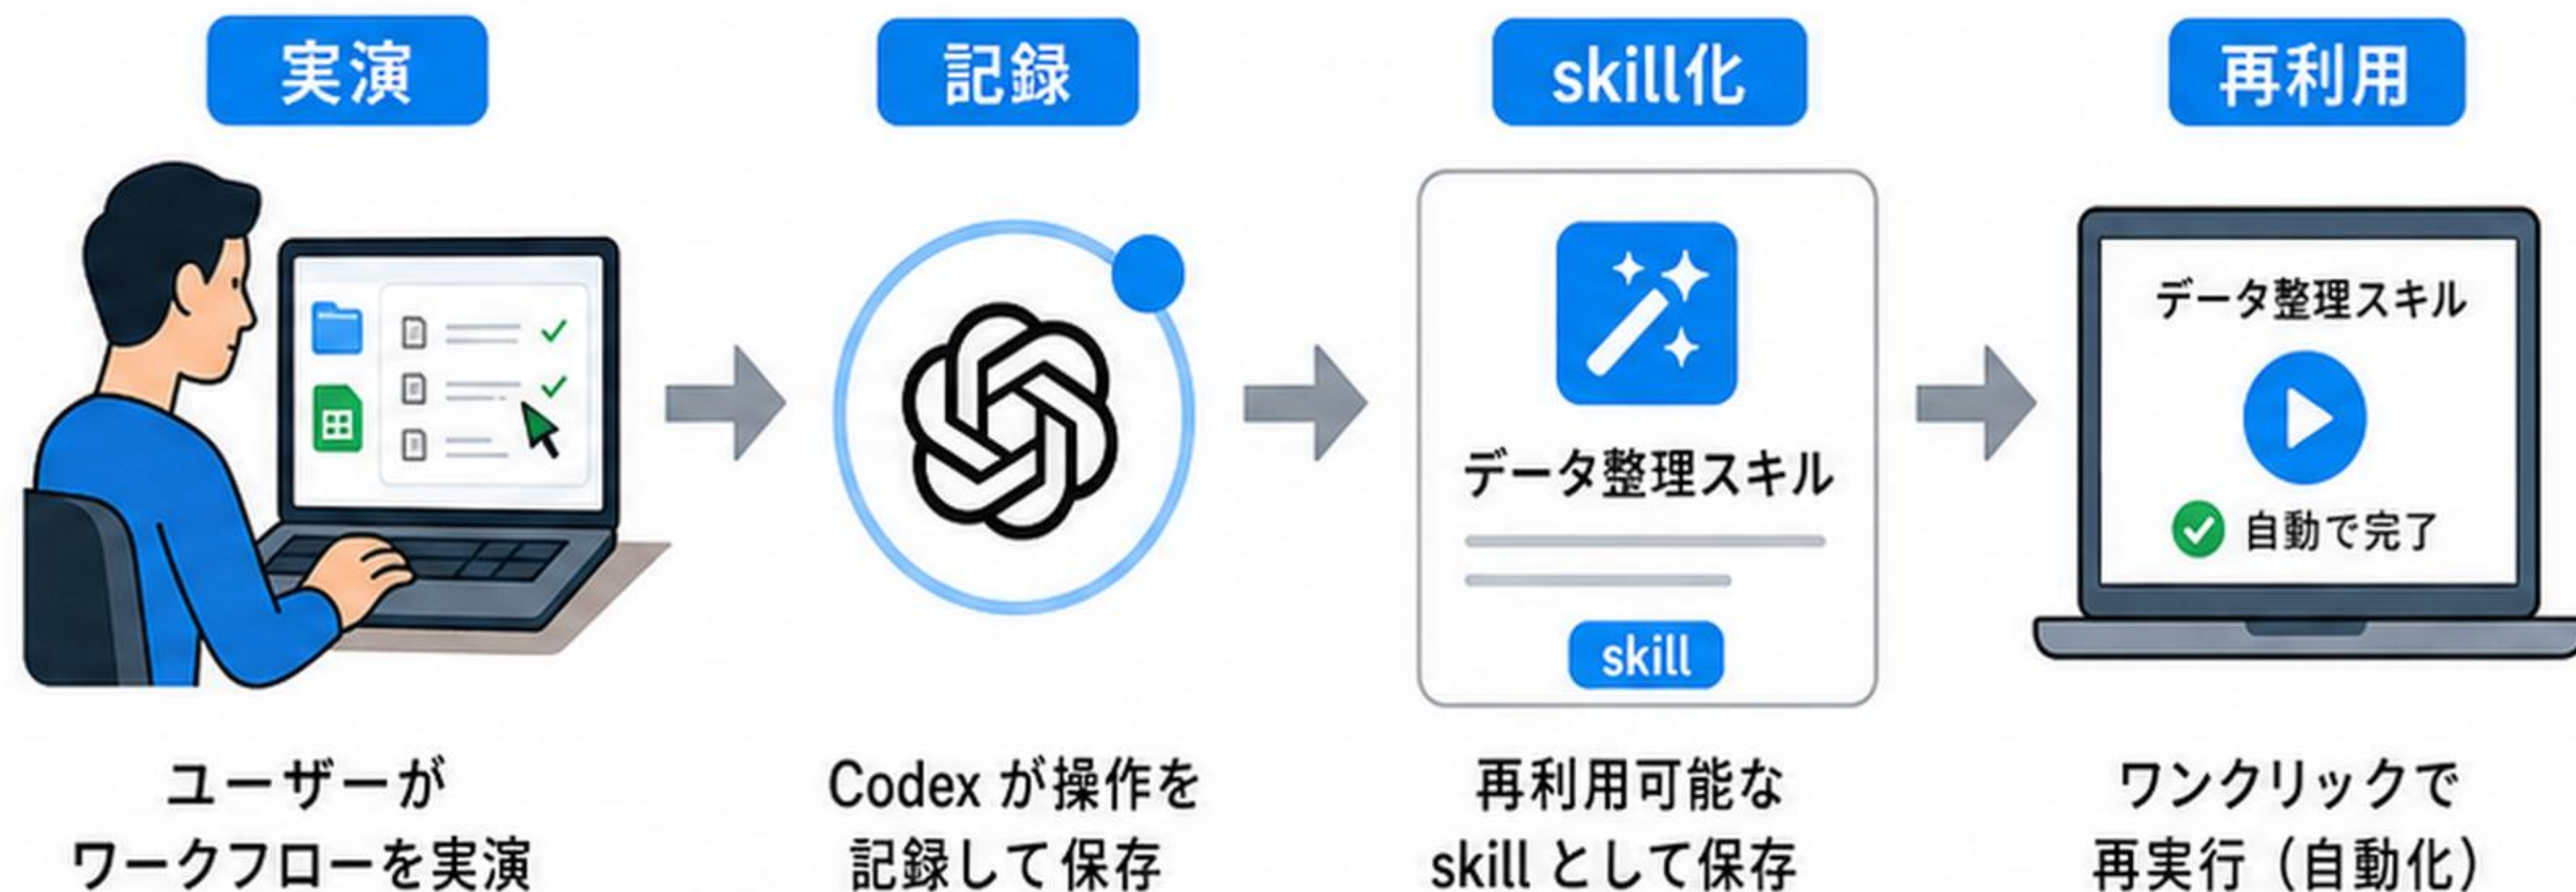 実演
記録
skill化
再利用
データ整理スキル
skill
データ整理スキル
自動で完了
ユーザーが
ワークフローを実演
Codex が操作を
記録して保存
再利用可能な
skill として保存
ワンクリックで
再実行（自動化）